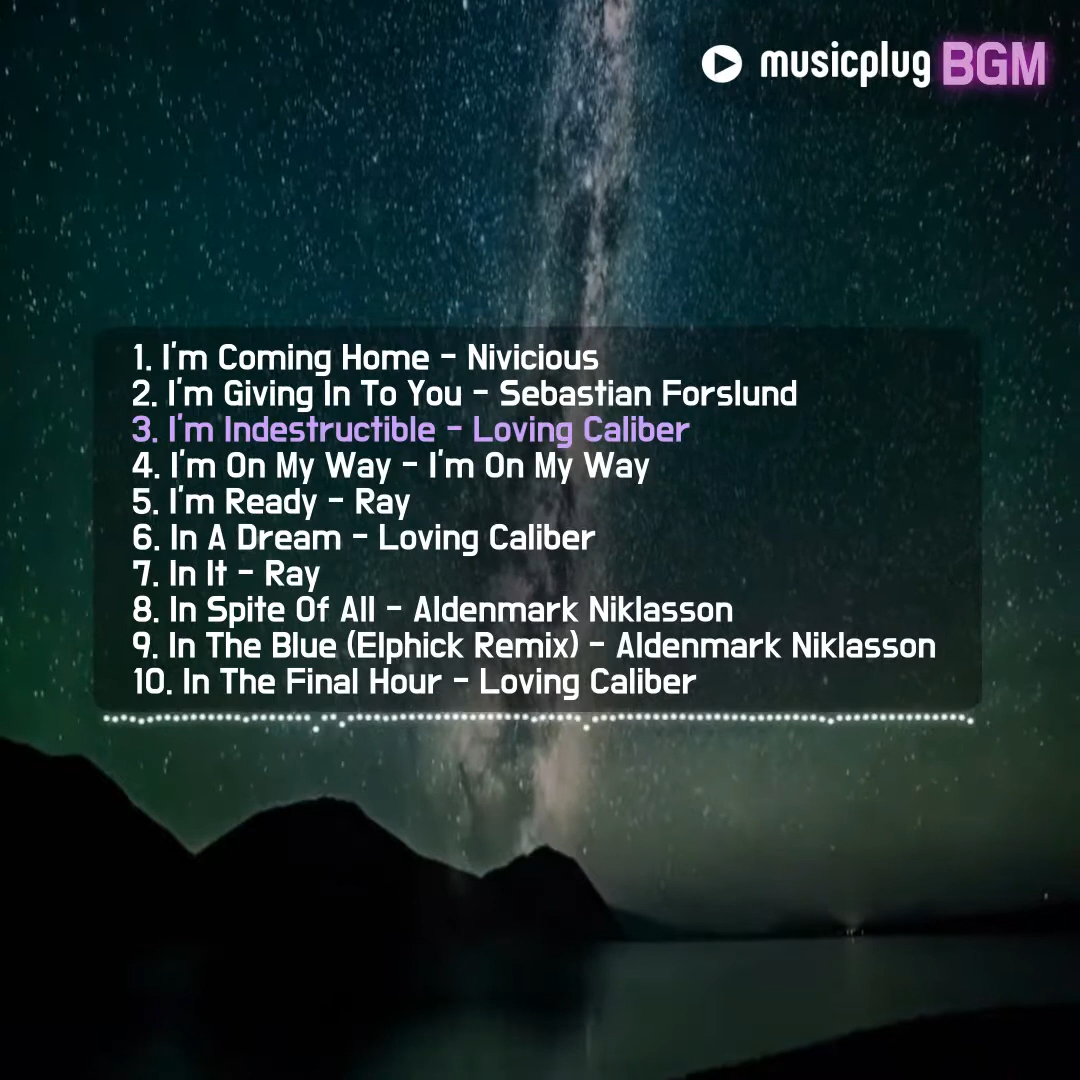 musicplug BGM
1. I'm Coming Home - Nivicious
2. I'm Giving In To You - Sebastian Forslund
3. I'm Indestructible - Loving Caliber
4. I'm On My Way - I'm On My Way
5. I'm Ready - Ray
6. In A Dream - Loving Caliber
7. In It - Ray
8. In Spite Of All - Aldenmark Niklasson
9. In The Blue (Elphick Remix) - Aldenmark Niklasson
10. In The Final Hour - Loving Caliber